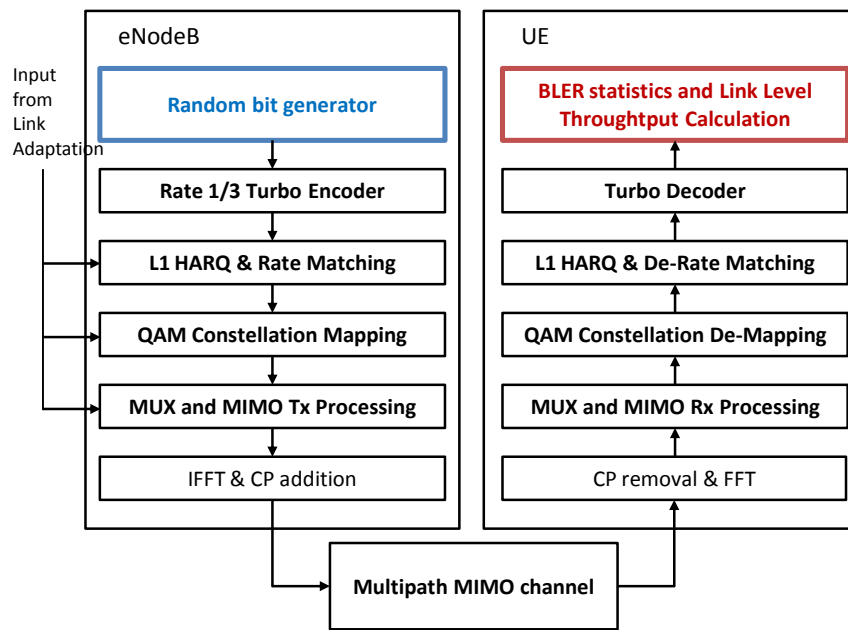 eNodeB
Input
from
Link
Adaptation
Random bit generator
Rate 1/3 Turbo Encoder
L1 HARQ & Rate Matching
QAM Constellation Mapping
MUX and MIMO Tx Processing
IFFT & CP addition
UE
BLER statistics and Link Level
Throughtput Calculation
Turbo Decoder
L1 HARQ & De-Rate Matching
QAM Constellation De-Mapping
MUX and MIMO Rx Processing
CP removal & FFT
Multipath MIMO channel